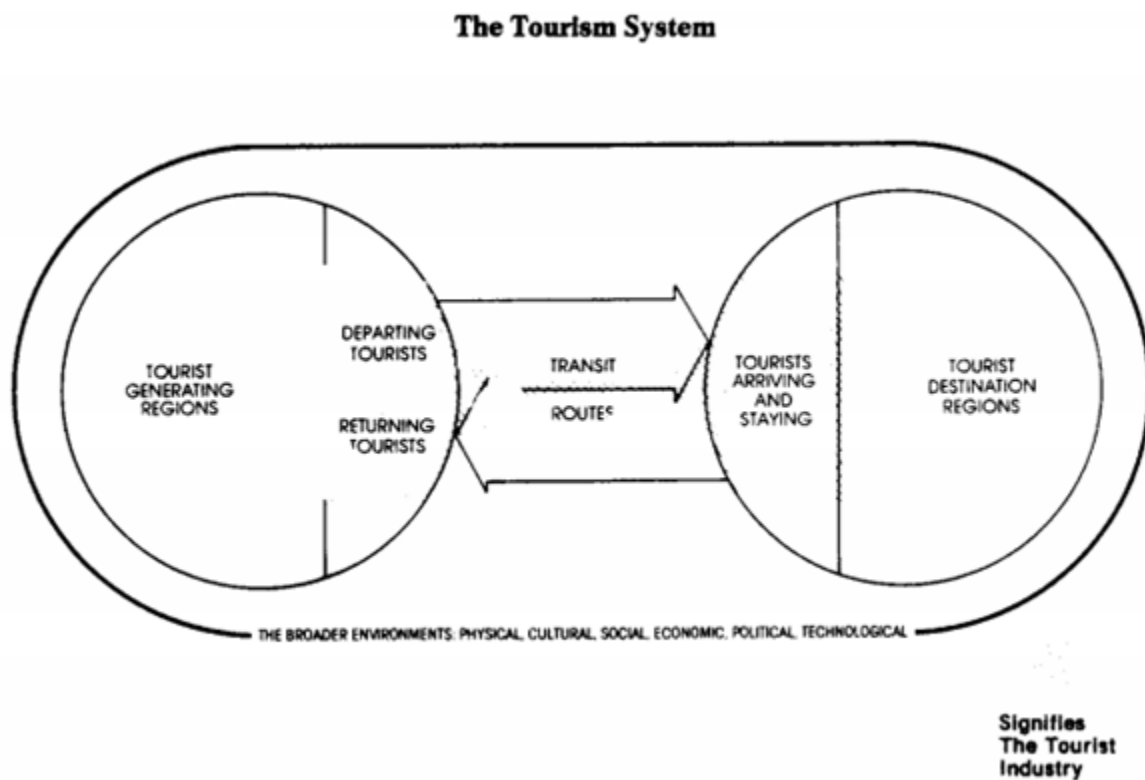 The Tourism System
TOURIST
GENERATING
REGIONS
DEPARTING
TOURISTS
RETURNING
TOURISTS
TRANSIT
ROUTES
TOURISTS
ARRIVING
AND
STAYING
TOURIST
DESTINATION
REGIONS
THE BROADER ENVIRONMENTS: PHYSICAL, CULTURAL, SOCIAL, ECONOMIC, POLITICAL, TECHNOLOGICAL
Signifies
The Tourist
Industry